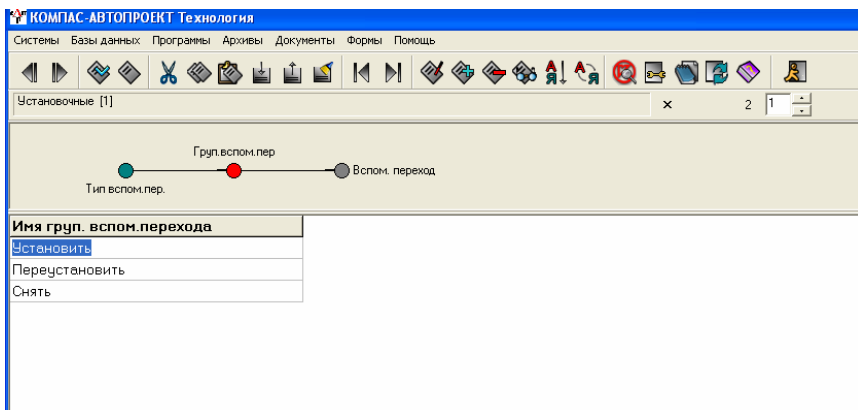 КОМПАС-АВТОПРОЕКТ Технология
Системы Базы данных Программы Архивы Документы Формы Помощь
Установочные [1] × 2 1
Груп.вспом.пер
Вспом. переход
Тип вспом.пер.
Имя груп. вспом.перехода
Установить
Переустановить
Снять